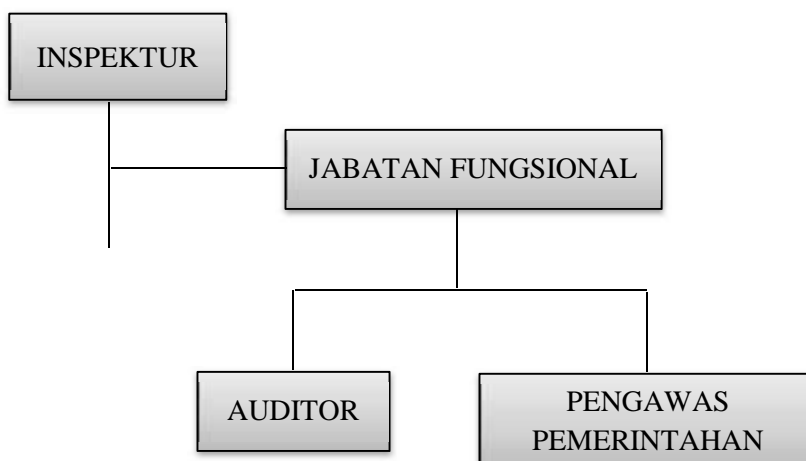 INSPEKTUR
JABATAN FUNGSIONAL
AUDITOR
PENGAWAS
PEMERINTAHAN